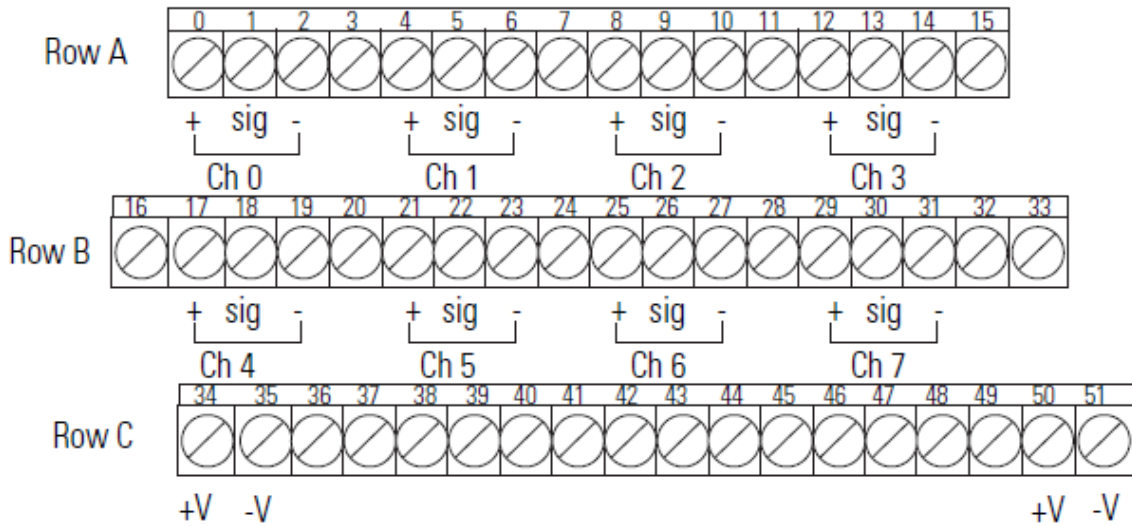 0 1 2 3 4 5 6 7 8 9 10 11 12 13 14 15
Row A
+ sig - + sig - + sig - + sig -
Ch 0 Ch 1 Ch 2 Ch 3
16 17 18 19 20 21 22 23 24 25 26 27 28 29 30 31 32 33
Row B
+ sig - + sig - + sig - + sig -
Ch 4 Ch 5 Ch 6 Ch 7
34 35 36 37 38 39 40 41 42 43 44 45 46 47 48 49 50 51
Row C
+V -V +V -V